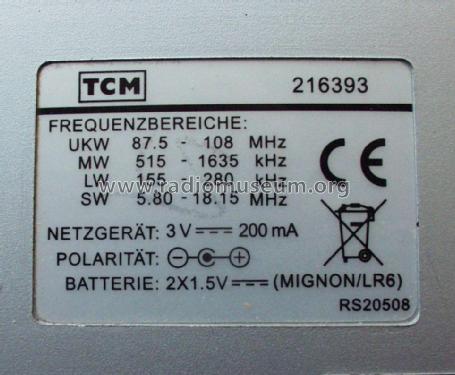 TCM 216393
FREQUENZBEREICHE:
UKW 87.5 - 108 MHz
MW 515 - 1635 kHz
LW 155 - 280 kHz
www.radiomuseum.org
SW 5.80 - 18.15 MHz
NETZGERÄT: 3V 200 mA
POLARITÄT: - +
BATTERIE: 2X1.5V (MIGNON/LR6)
RS20508
CE